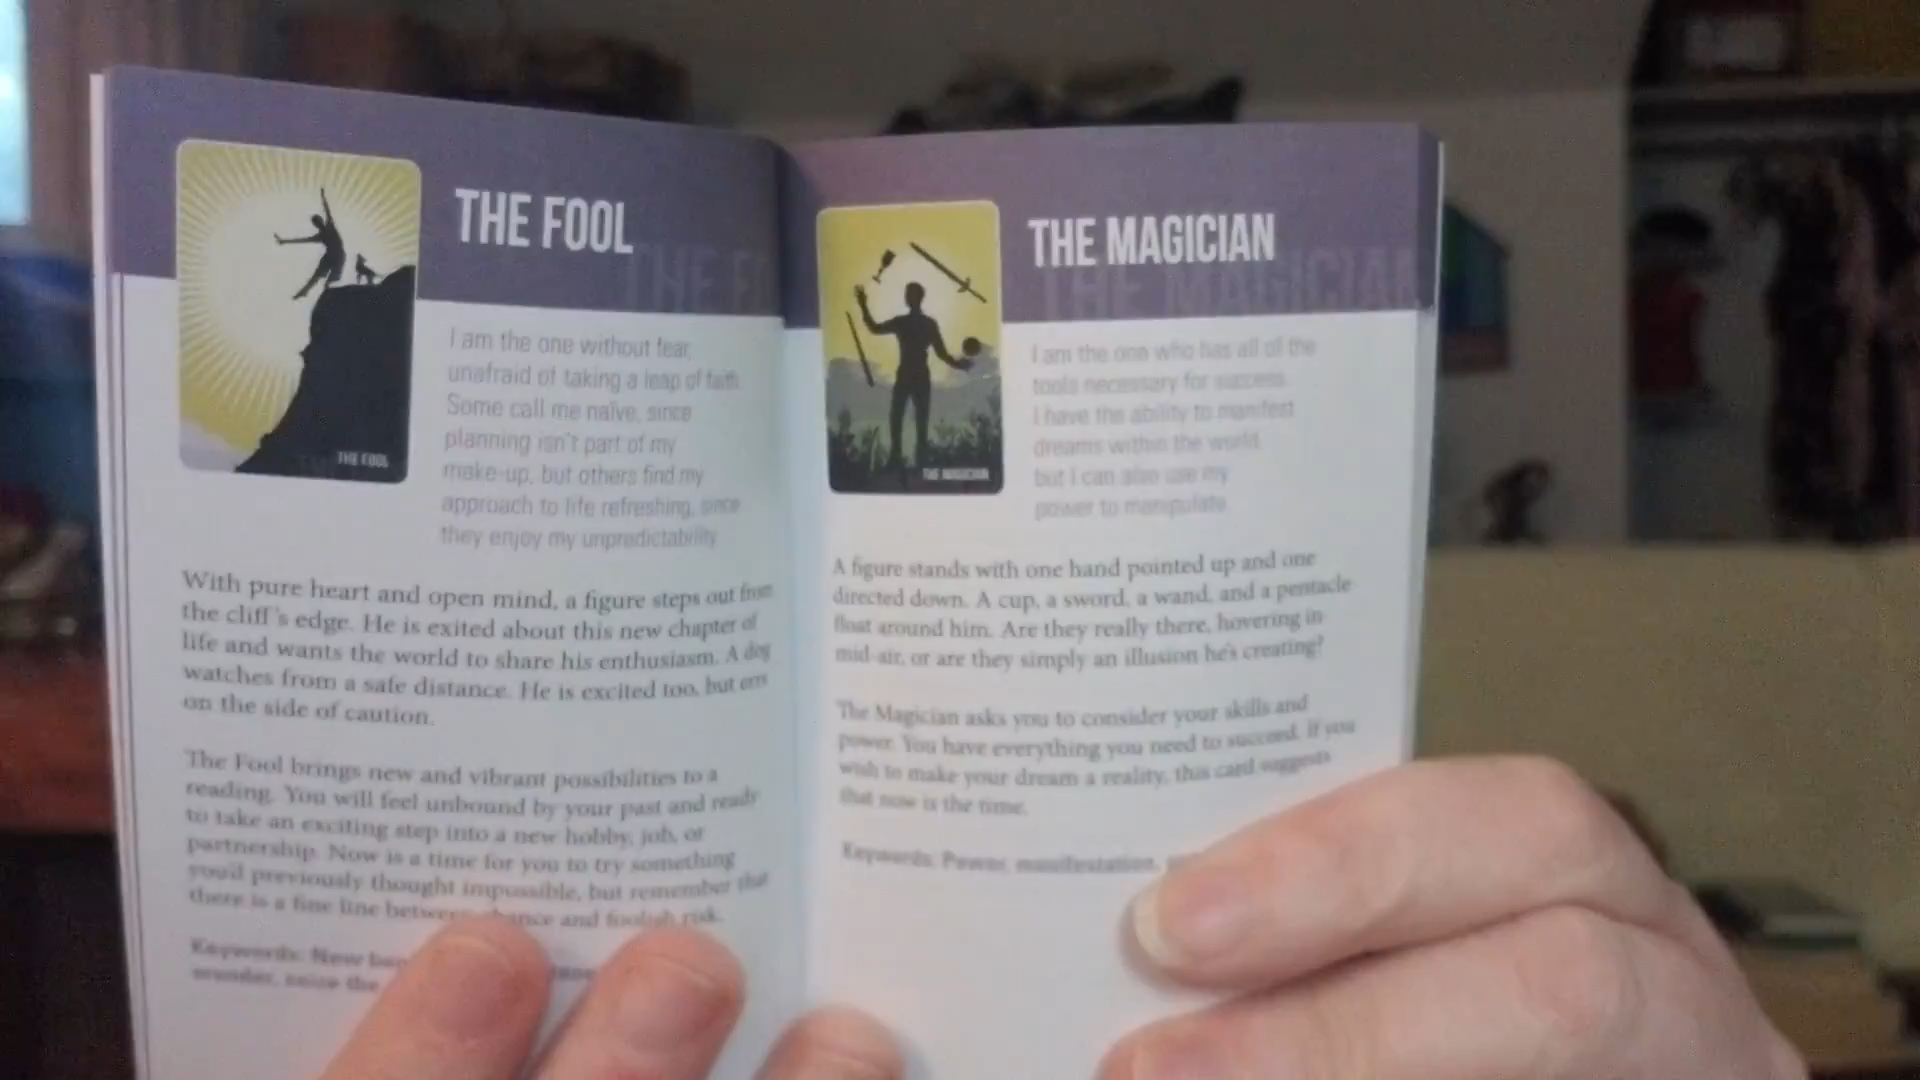 THE FOOL
THE FOOL
I am the one without fear,
unafraid of taking a leap of faith.
Some call me naïve, since
planning isn't part of my
make-up, but others find my
approach to life refreshing, since
they enjoy my unpredictability.
With pure heart and open mind, a figure steps out from
the cliff's edge. He is exited about this new chapter of
life and wants the world to share his enthusiasm. A dog
watches from a safe distance. He is excited too, but errs
on the side of caution.
The Fool brings new and vibrant possibilities to a
reading. You will feel unbound by your past and ready
to take an exciting step into a new hobby, job, or
partnership. Now is a time for you to try something
you'd previously thought impossible, but remember that
there is a fine line between chance and foolish risk.
Keywords: New
wonder, seize the
THE MAGICIAN
THE MAGICIAN
THE MAGICIAN
I am the one who has all of the
tools necessary for success.
I have the ability to manifest
dreams within the world,
but I can also use my
power to manipulate.
A figure stands with one hand pointed up and one
directed down. A cup, a sword, a wand, and a pentacle
float around him. Are they really there, hovering in
mid-air, or are they simply an illusion he's creating?
The Magician asks you to consider your skills and
power. You have everything you need to succeed. If you
wish to make your dream a reality, this card suggests
that now is the time.
Keywords: Power, manifestation,